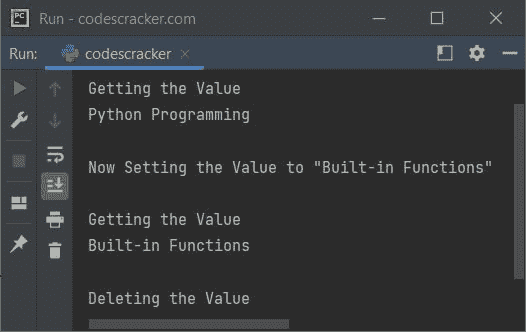 PC
Run - codescracker.com
Run: codescracker
Getting the Value
Python Programming
Now Setting the Value to "Built-in Functions"
Getting the Value
Built-in Functions
Deleting the Value